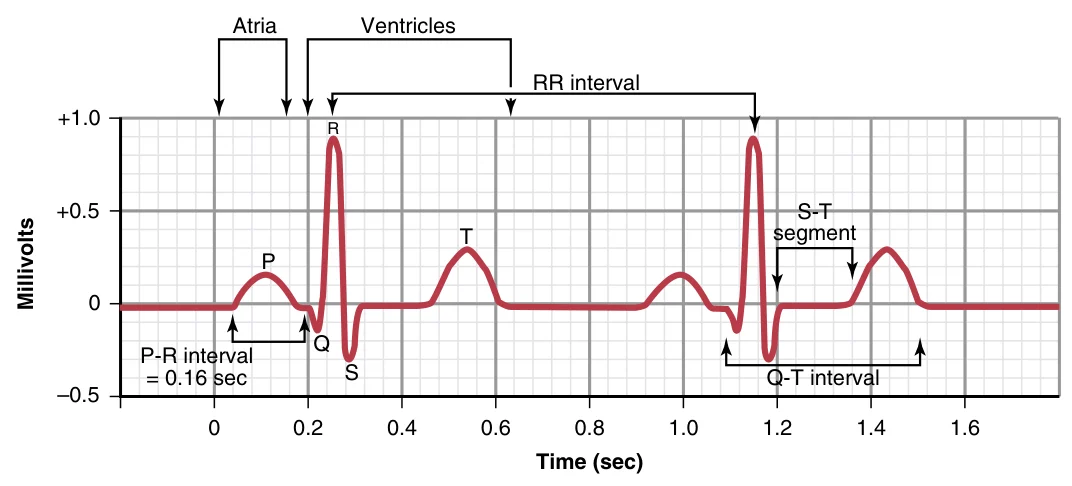 Atria
Ventricles
RR interval
+1.0
R
+0.5
S-T
segment
T
P
Millivolts
0
Q
P-R interval
= 0.16 sec
S
Q-T interval
–0.5
0 0.2 0.4 0.6 0.8 1.0 1.2 1.4 1.6
Time (sec)